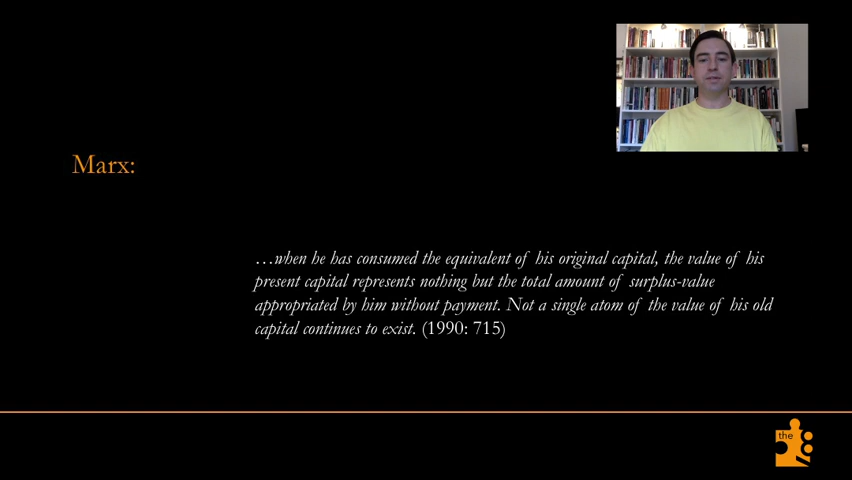 Marx:
…when he has consumed the equivalent of his original capital, the value of his
present capital represents nothing but the total amount of surplus-value
appropriated by him without payment. Not a single atom of the value of his old
capital continues to exist. (1990: 715)
the